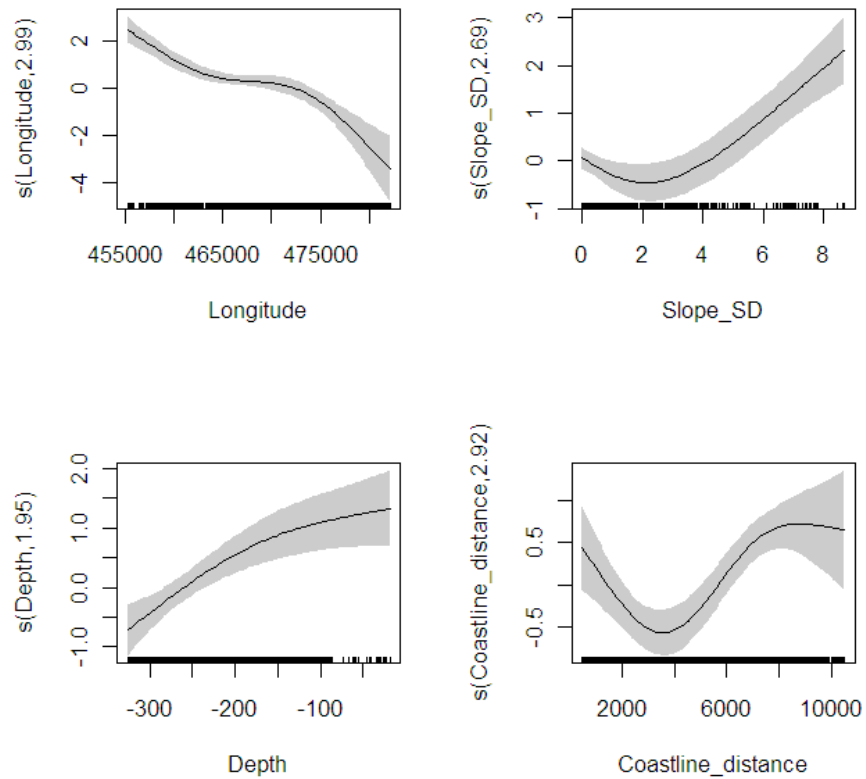 s(Longitude,2.99)
2
0
-2
-4
455000 465000 475000
Longitude
s(Slope_SD,2.69)
3
2
1
0
-1
0 2 4 6 8
Slope_SD
s(Depth,1.95)
2.0
1.0
0.0
-1.0
-300 -200 -100
Depth
s(Coastline_distance,2.92)
0.5
-0.5
2000 6000 10000
Coastline_distance